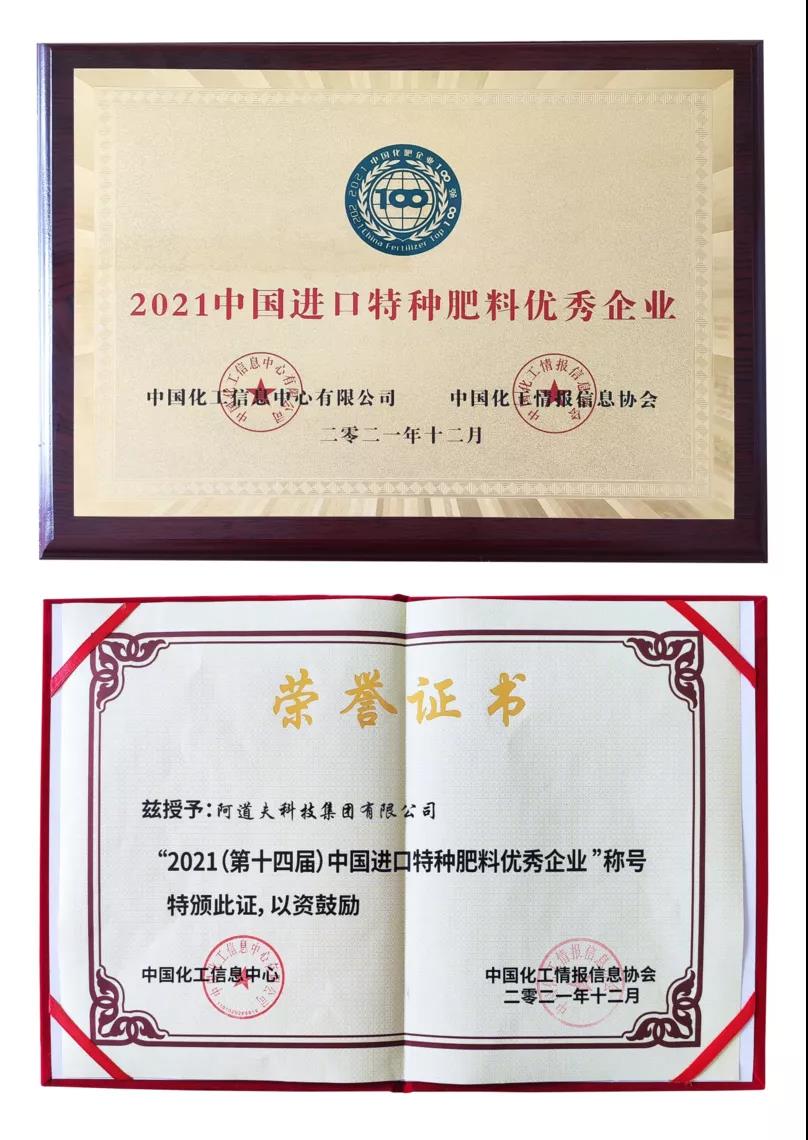 2021 中国化肥企业100强
100
2021 China Fertilizer Top 100
2021中国进口特种肥料优秀企业
中国化工信息中心有限公司
中国化工情报信息协会
二零二一年十二月
荣誉证书
兹授予:阿道夫科技集团有限公司
“2021(第十四届)中国进口特种肥料优秀企业”称号
特颁此证,以资鼓励
中国化工信息中心
中国化工情报信息协会
二零二一年十二月